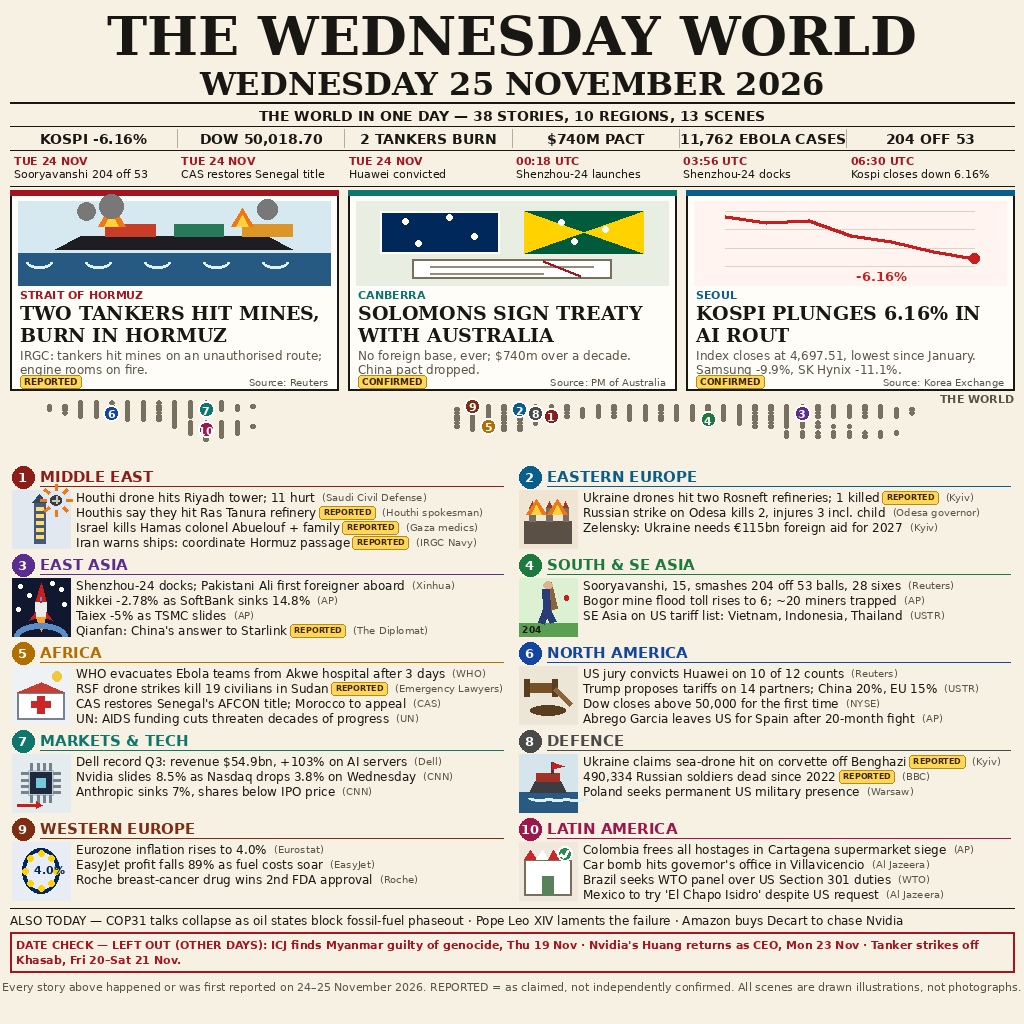 THE WEDNESDAY WORLD
WEDNESDAY 25 NOVEMBER 2026
THE WORLD IN ONE DAY — 38 STORIES, 10 REGIONS, 13 SCENES
KOSPI -6.16%
DOW 50,018.70
2 TANKERS BURN
$740M PACT
11,762 EBOLA CASES
204 OFF 53
TUE 24 NOV
Sooryavanshi 204 off 53
TUE 24 NOV
CAS restores Senegal title
TUE 24 NOV
Huawei convicted
00:18 UTC
Shenzhou-24 launches
03:56 UTC
Shenzhou-24 docks
06:30 UTC
Kospi closes down 6.16%
STRAIT OF HORMUZ
TWO TANKERS HIT MINES,
BURN IN HORMUZ
IRGC: tankers hit mines on an unauthorised route;
engine rooms on fire.
REPORTED
Source: Reuters
CANBERRA
SOLOMONS SIGN TREATY
WITH AUSTRALIA
No foreign base, ever; $740m over a decade.
China pact dropped.
CONFIRMED
Source: PM of Australia
-6.16%
SEOUL
KOSPI PLUNGES 6.16% IN
AI ROUT
Index closes at 4,697.51, lowest since January.
Samsung -9.9%, SK Hynix -11.1%.
CONFIRMED
Source: Korea Exchange
THE WORLD
6
7
10
9
5
2
8
1
4
3
1 MIDDLE EAST
Houthi drone hits Riyadh tower; 11 hurt (Saudi Civil Defense)
Houthis say they hit Ras Tanura refinery REPORTED (Houthi spokesman)
Israel kills Hamas colonel Abuelouf + family REPORTED (Gaza medics)
Iran warns ships: coordinate Hormuz passage REPORTED (IRGC Navy)
2 EASTERN EUROPE
Ukraine drones hit two Rosneft refineries; 1 killed REPORTED (Kyiv)
Russian strike on Odesa kills 2, injures 3 incl. child (Odesa governor)
Zelensky: Ukraine needs €115bn foreign aid for 2027 (Kyiv)
3 EAST ASIA
Shenzhou-24 docks; Pakistani Ali first foreigner aboard (Xinhua)
Nikkei -2.78% as SoftBank sinks 14.8% (AP)
Taiex -5% as TSMC slides (AP)
Qianfan: China's answer to Starlink REPORTED (The Diplomat)
4 SOUTH & SE ASIA
204
Sooryavanshi, 15, smashes 204 off 53 balls, 28 sixes (Reuters)
Bogor mine flood toll rises to 6; ~20 miners trapped (AP)
SE Asia on US tariff list: Vietnam, Indonesia, Thailand (USTR)
5 AFRICA
WHO evacuates Ebola teams from Akwe hospital after 3 days (WHO)
RSF drone strikes kill 19 civilians in Sudan REPORTED (Emergency Lawyers)
CAS restores Senegal's AFCON title; Morocco to appeal (CAS)
UN: AIDS funding cuts threaten decades of progress (UN)
6 NORTH AMERICA
US jury convicts Huawei on 10 of 12 counts (Reuters)
Trump proposes tariffs on 14 partners; China 20%, EU 15% (USTR)
Dow closes above 50,000 for the first time (NYSE)
Abrego Garcia leaves US for Spain after 20-month fight (AP)
7 MARKETS & TECH
Dell record Q3: revenue $54.9bn, +103% on AI servers (Dell)
Nvidia slides 8.5% as Nasdaq drops 3.8% on Wednesday (CNN)
Anthropic sinks 7%, shares below IPO price (CNN)
8 DEFENCE
Ukraine claims sea-drone hit on corvette off Benghazi REPORTED (Kyiv)
490,334 Russian soldiers dead since 2022 REPORTED (BBC)
Poland seeks permanent US military presence (Warsaw)
9 WESTERN EUROPE
4.0%
Eurozone inflation rises to 4.0% (Eurostat)
EasyJet profit falls 89% as fuel costs soar (EasyJet)
Roche breast-cancer drug wins 2nd FDA approval (Roche)
10 LATIN AMERICA
Colombia frees all hostages in Cartagena supermarket siege (AP)
Car bomb hits governor's office in Villavicencio (Al Jazeera)
Brazil seeks WTO panel over US Section 301 duties (WTO)
Mexico to try 'El Chapo Isidro' despite US request (Al Jazeera)
ALSO TODAY — COP31 talks collapse as oil states block fossil-fuel phaseout · Pope Leo XIV laments the failure · Amazon buys Decart to chase Nvidia
DATE CHECK — LEFT OUT (OTHER DAYS): ICJ finds Myanmar guilty of genocide, Thu 19 Nov · Nvidia's Huang returns as CEO, Mon 23 Nov · Tanker strikes off
Khasab, Fri 20–Sat 21 Nov.
Every story above happened or was first reported on 24–25 November 2026. REPORTED = as claimed, not independently confirmed. All scenes are drawn illustrations, not photographs.